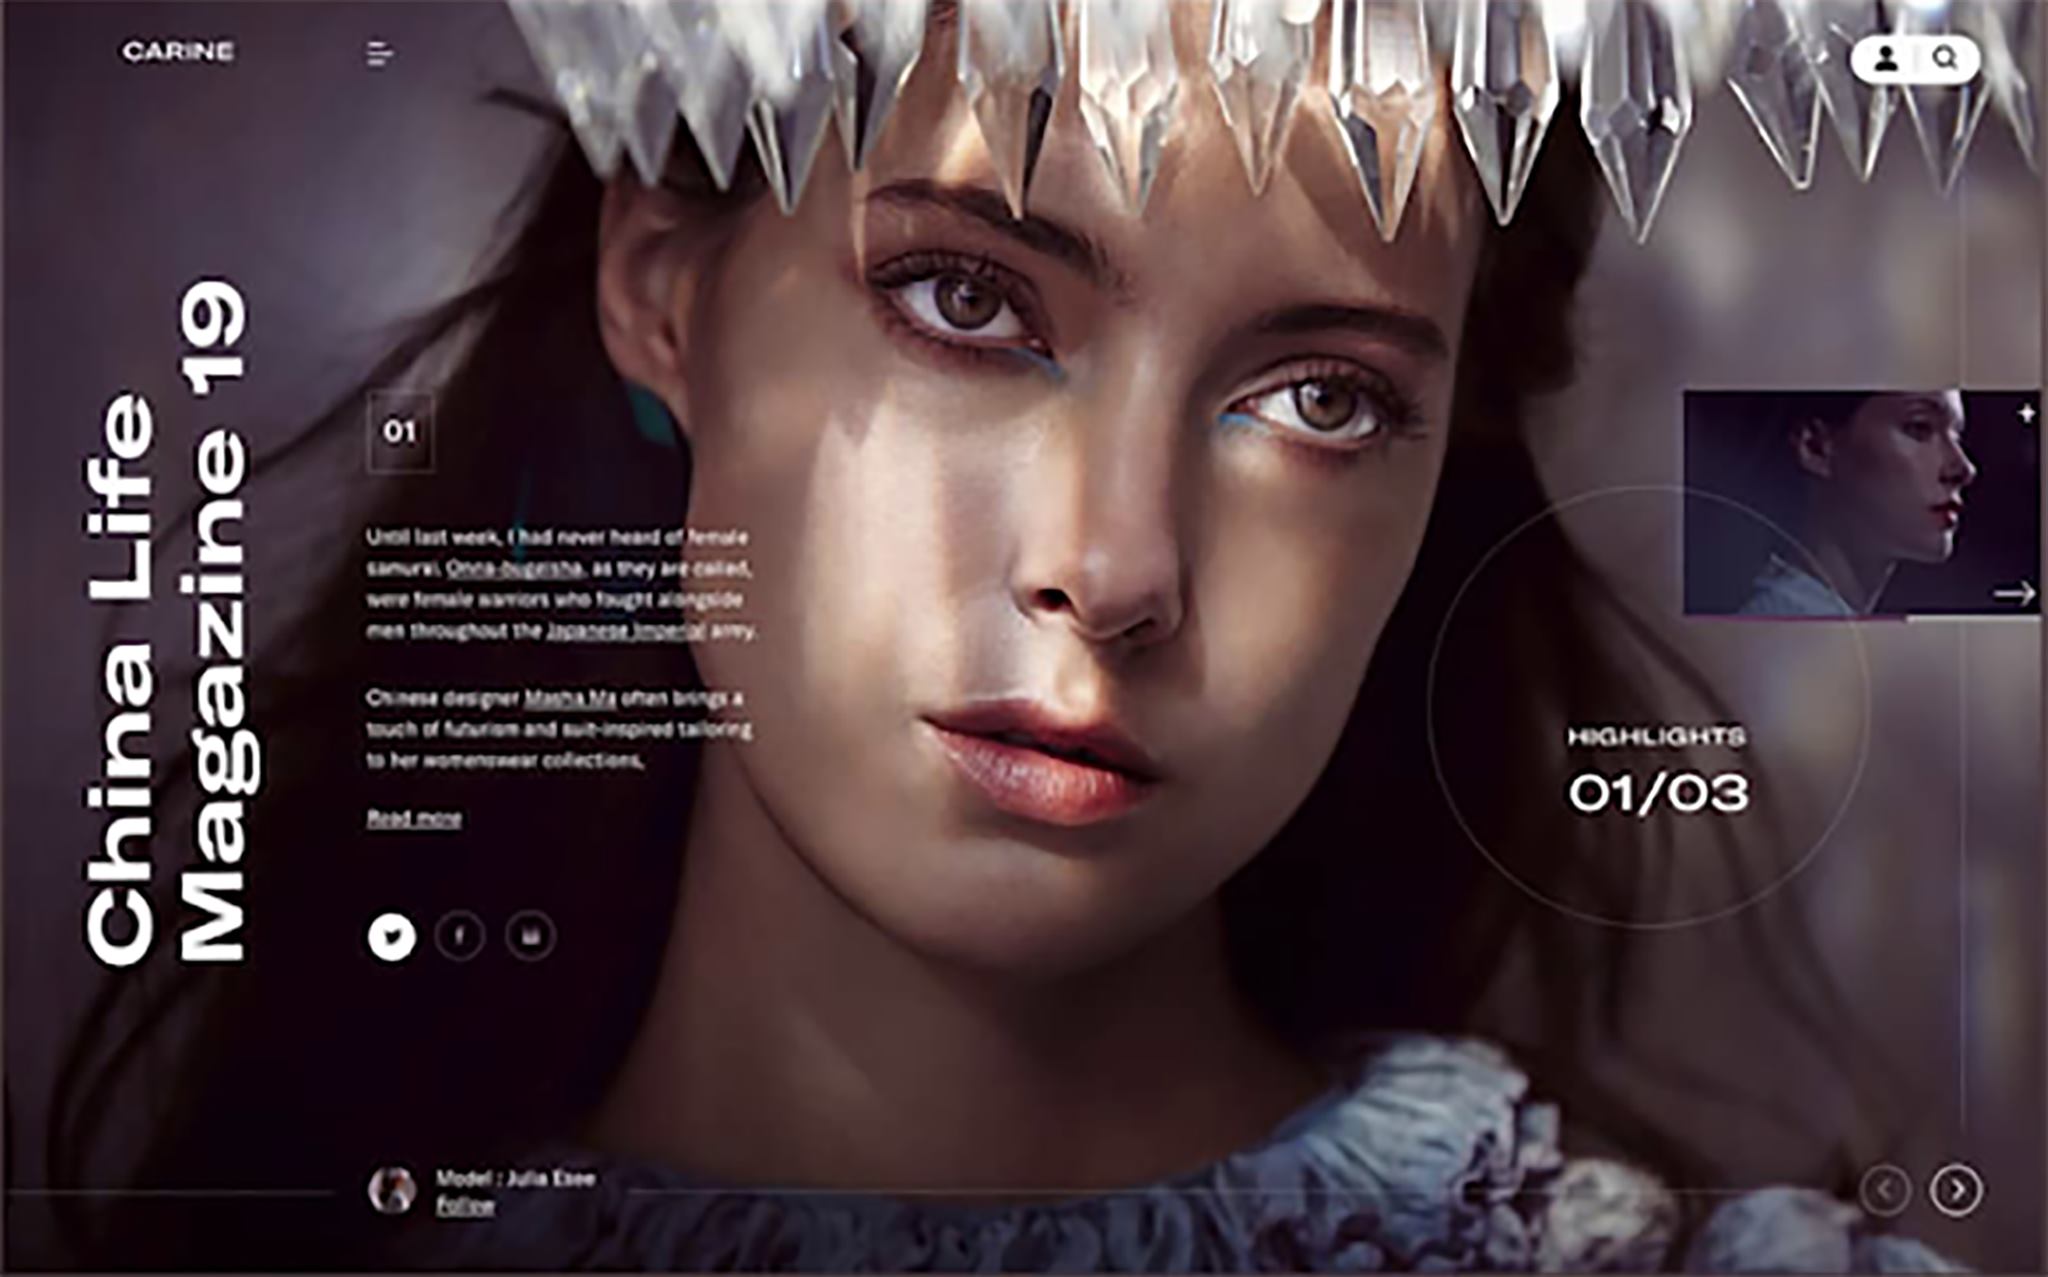 CARINE
China Life
Magazine 19
01
Until last week, I had never heard of female
samurai. Onna-bugeisha, as they are called,
were female warriors who fought alongside
men throughout the Japanese Imperial army.
Chinese designer Masha Ma often brings a
touch of futurism and suit-inspired tailoring
to her womenswear collections,
Read more
HIGHLIGHTS
01/03
Model : Julia Esee
Follow